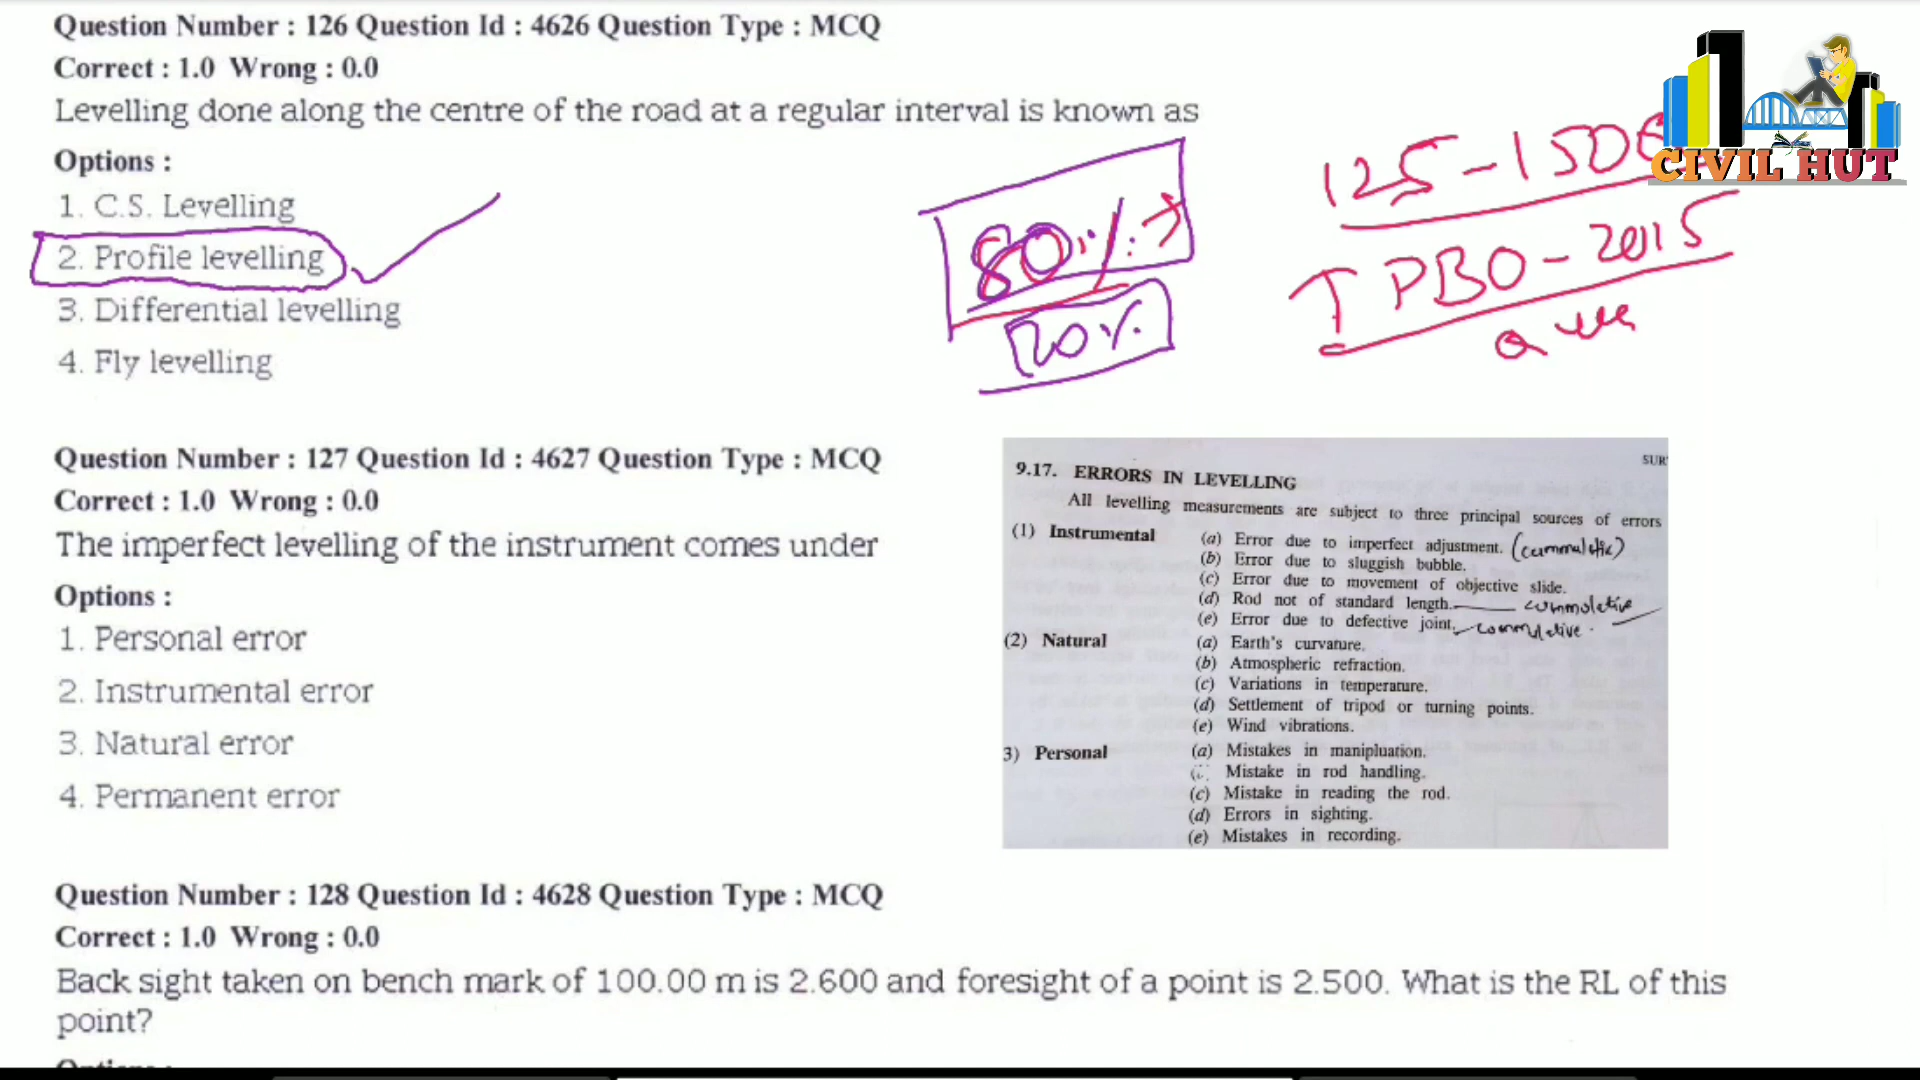 Question Number : 126 Question Id : 4626 Question Type : MCQ
Correct : 1.0 Wrong : 0.0
Levelling done along the centre of the road at a regular interval is known as
Options :
1. C.S. Levelling
2. Profile levelling
3. Differential levelling
4. Fly levelling
80%
20%
125-150
TPBO-2015
CIVIL HUT
Question Number : 127 Question Id : 4627 Question Type : MCQ
Correct : 1.0 Wrong : 0.0
The imperfect levelling of the instrument comes under
Options :
1. Personal error
2. Instrumental error
3. Natural error
4. Permanent error
SUR
9.17. ERRORS IN LEVELLING
All levelling measurements are subject to three principal sources of errors
(1) Instrumental (a) Error due to imperfect adjustment. (cummulative)
(b) Error due to sluggish bubble.
(c) Error due to movement of objective slide.
(d) Rod not of standard length. cummulative
(e) Error due to defective joint. cummulative.
(2) Natural (a) Earth's curvature.
(b) Atmospheric refraction.
(c) Variations in temperature.
(d) Settlement of tripod or turning points.
(e) Wind vibrations.
3) Personal (a) Mistakes in manipluation.
Mistake in rod handling.
(c) Mistake in reading the rod.
(d) Errors in sighting.
(e) Mistakes in recording.
Question Number : 128 Question Id : 4628 Question Type : MCQ
Correct : 1.0 Wrong : 0.0
Back sight taken on bench mark of 100.00 m is 2.600 and foresight of a point is 2.500. What is the RL of this
point?